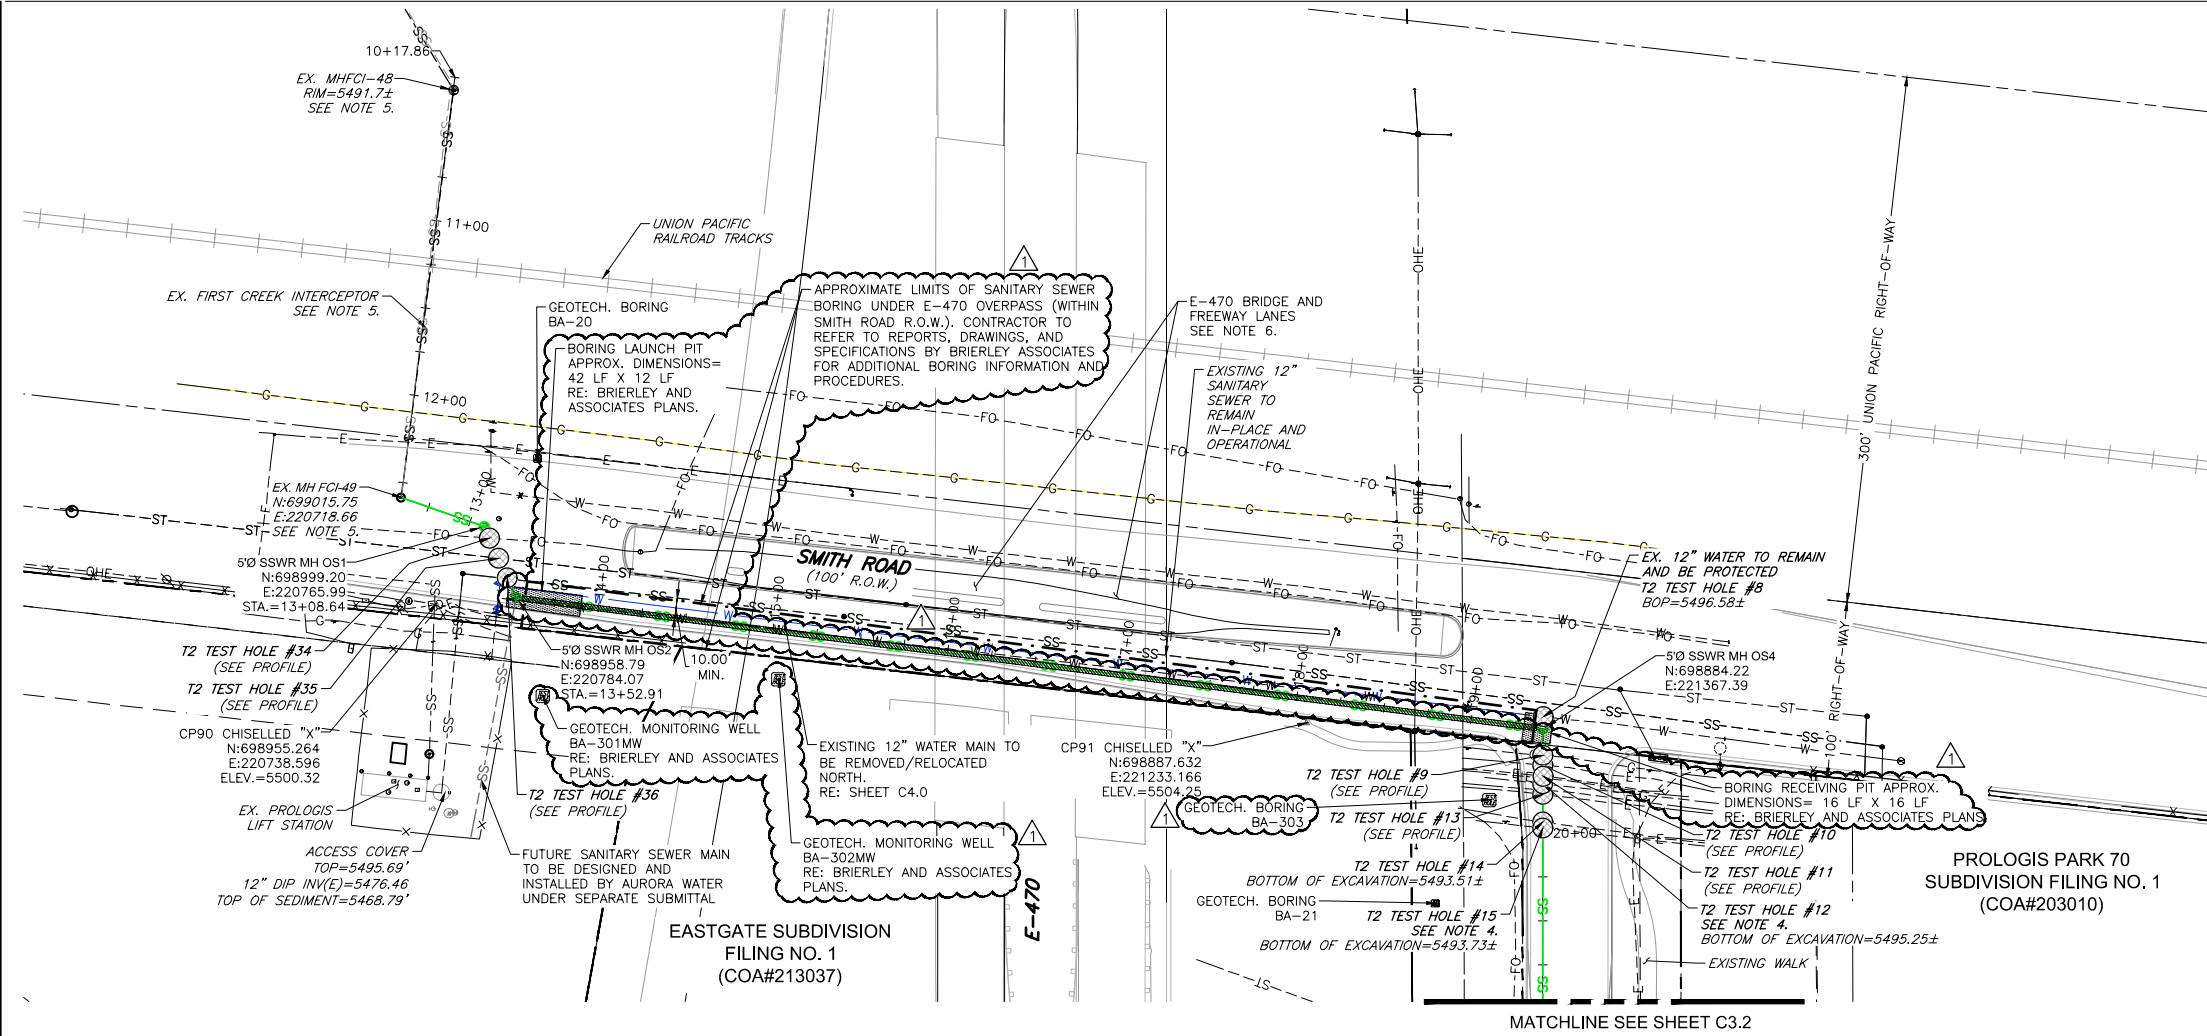 10+17.86
EX. MHFCI-48
RIM=5491.7±
SEE NOTE 5.
11+00
UNION PACIFIC
RAILROAD TRACKS
EX. FIRST CREEK INTERCEPTOR
SEE NOTE 5.
GEOTECH. BORING
BA-20
BORING LAUNCH PIT
APPROX. DIMENSIONS=
42 LF X 12 LF
RE: BRIERLEY AND
ASSOCIATES PLANS.
1
APPROXIMATE LIMITS OF SANITARY SEWER
BORING UNDER E-470 OVERPASS (WITHIN
SMITH ROAD R.O.W.). CONTRACTOR TO
REFER TO REPORTS, DRAWINGS, AND
SPECIFICATIONS BY BRIERLEY ASSOCIATES
FOR ADDITIONAL BORING INFORMATION AND
PROCEDURES.
E-470 BRIDGE AND
FREEWAY LANES
SEE NOTE 6.
EXISTING 12"
SANITARY
SEWER TO
REMAIN
IN-PLACE AND
OPERATIONAL
300' UNION PACIFIC RIGHT-OF-WAY
12+00
13+00
EX. MH FCI-49
N:699015.75
E:220718.66
SEE NOTE 5.
5'Ø SSWR MH OS1
N:698999.20
E:220765.99
STA.=13+08.64
T2 TEST HOLE #34
(SEE PROFILE)
T2 TEST HOLE #35
(SEE PROFILE)
CP90 CHISELLED "X"
N:698955.264
E:220738.596
ELEV.=5500.32
EX. PROLOGIS
LIFT STATION
ACCESS COVER
TOP=5495.69'
12" DIP INV(E)=5476.46
TOP OF SEDIMENT=5468.79'
SMITH ROAD
(100' R.O.W.)
14+00
15+00
16+00
17+00
18+00
19+00
1
5'Ø SSWR MH OS2
N:698958.79
E:220784.07
STA.=13+52.91
10.00
MIN.
GEOTECH. MONITORING WELL
BA-301MW
RE: BRIERLEY AND ASSOCIATES
PLANS.
T2 TEST HOLE #36
(SEE PROFILE)
FUTURE SANITARY SEWER MAIN
TO BE DESIGNED AND
INSTALLED BY AURORA WATER
UNDER SEPARATE SUBMITTAL
EXISTING 12" WATER MAIN TO
BE REMOVED/RELOCATED
NORTH.
RE: SHEET C4.0
GEOTECH. MONITORING WELL
BA-302MW
RE: BRIERLEY AND ASSOCIATES
PLANS.
1
EASTGATE SUBDIVISION
FILING NO. 1
(COA#213037)
E-470
EX. 12" WATER TO REMAIN
AND BE PROTECTED
T2 TEST HOLE #8
BOP=5496.58±
5'Ø SSWR MH OS4
N:698884.22
E:221367.39
100' RIGHT-OF-WAY
CP91 CHISELLED "X"
N:698887.632
E:221233.166
ELEV.=5504.25
1
GEOTECH. BORING
BA-303
T2 TEST HOLE #9
(SEE PROFILE)
T2 TEST HOLE #13
(SEE PROFILE)
T2 TEST HOLE #14
BOTTOM OF EXCAVATION=5493.51±
GEOTECH. BORING
BA-21
T2 TEST HOLE #15
SEE NOTE 4.
BOTTOM OF EXCAVATION=5493.73±
20+00
1
BORING RECEIVING PIT APPROX.
DIMENSIONS= 16 LF X 16 LF
RE: BRIERLEY AND ASSOCIATES PLANS
T2 TEST HOLE #10
(SEE PROFILE)
T2 TEST HOLE #11
(SEE PROFILE)
T2 TEST HOLE #12
SEE NOTE 4.
BOTTOM OF EXCAVATION=5495.25±
EXISTING WALK
PROLOGIS PARK 70
SUBDIVISION FILING NO. 1
(COA#203010)
MATCHLINE SEE SHEET C3.2